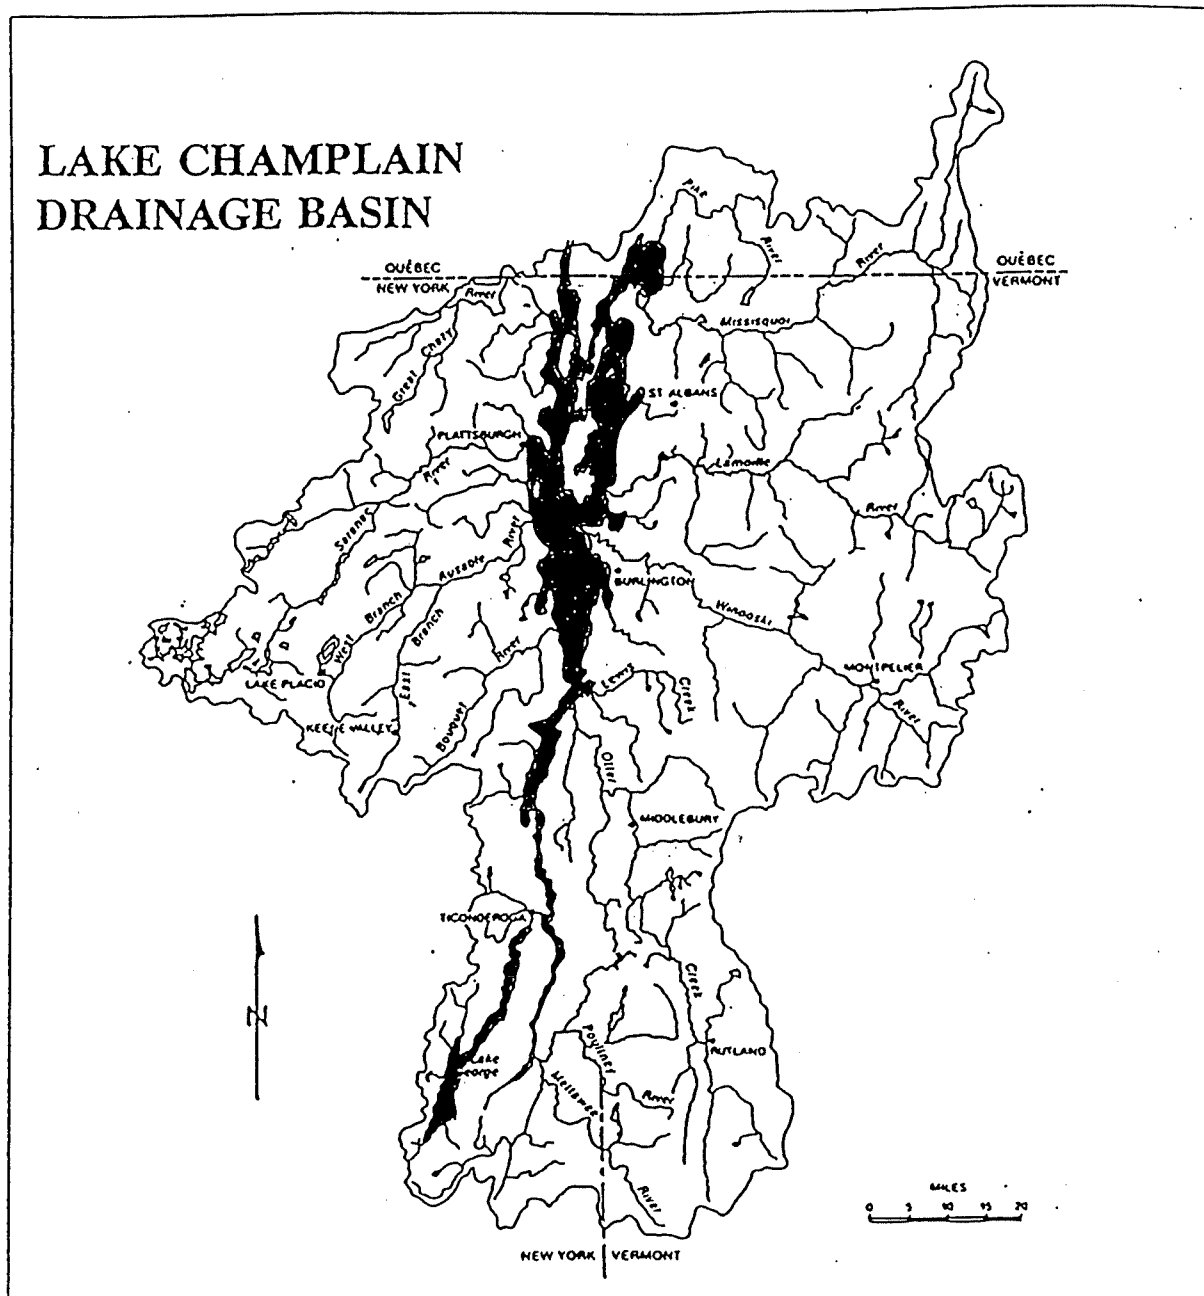 LAKE CHAMPLAIN
DRAINAGE BASIN
Pike
River
River
QUÉBEC
NEW YORK
QUÉBEC
VERMONT
River
Missisquoi
Great Chazy
ST ALBANS
PLATTSBURGH
River
Lamoille
River
Saranac
River
Ausable
BURLINGTON
Winooski
West
Branch
Branch
East
River
MONTPELIER
River
LAKE PLACID
Lewis
Creek
KEENE VALLEY
Bouquet
Otter
MIDDLEBURY
TICONDEROGA
Creek
Poultney
RUTLAND
Lake
George
Mettawee
River
River
MILES
0 5 10 15 20
NEW YORK
VERMONT
N